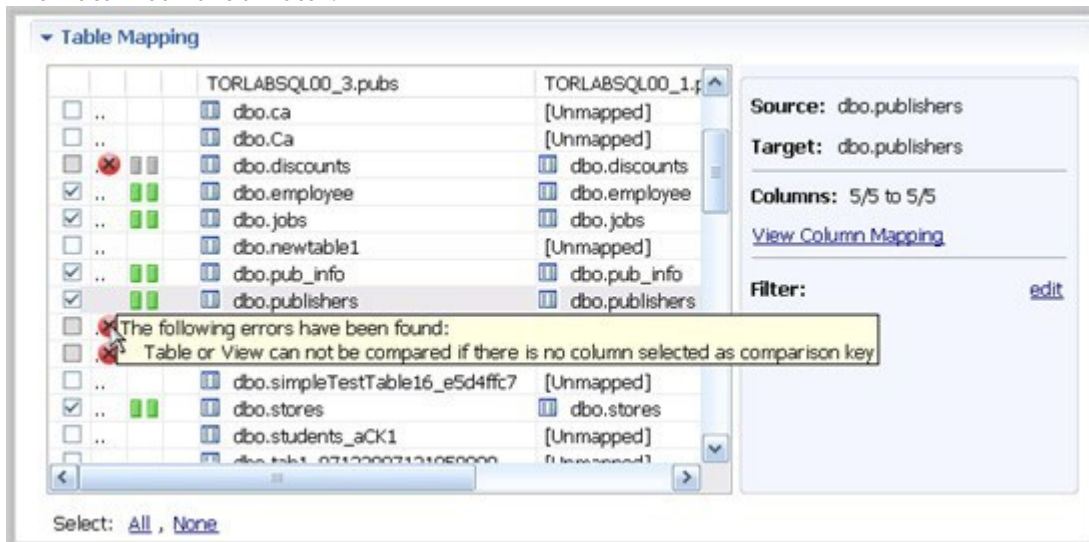 Table Mapping
TORLABSQL00_3.pubs TORLABSQL00_1.p
.. dbo.ca [Unmapped]
.. dbo.Ca [Unmapped]
. dbo.discounts dbo.discounts
.. dbo.employee dbo.employee
.. dbo.jobs dbo.jobs
.. dbo.newtable1 [Unmapped]
.. dbo.pub_info dbo.pub_info
dbo.publishers dbo.publishers
The following errors have been found:
Table or View can not be compared if there is no column selected as comparison key
.. dbo.simpleTestTable16_e5d4ffc7 [Unmapped]
.. dbo.stores dbo.stores
.. dbo.students_aCK1 [Unmapped]
[Unmapped]
Source: dbo.publishers
Target: dbo.publishers
Columns: 5/5 to 5/5
View Column Mapping
Filter: edit
Select: All , None